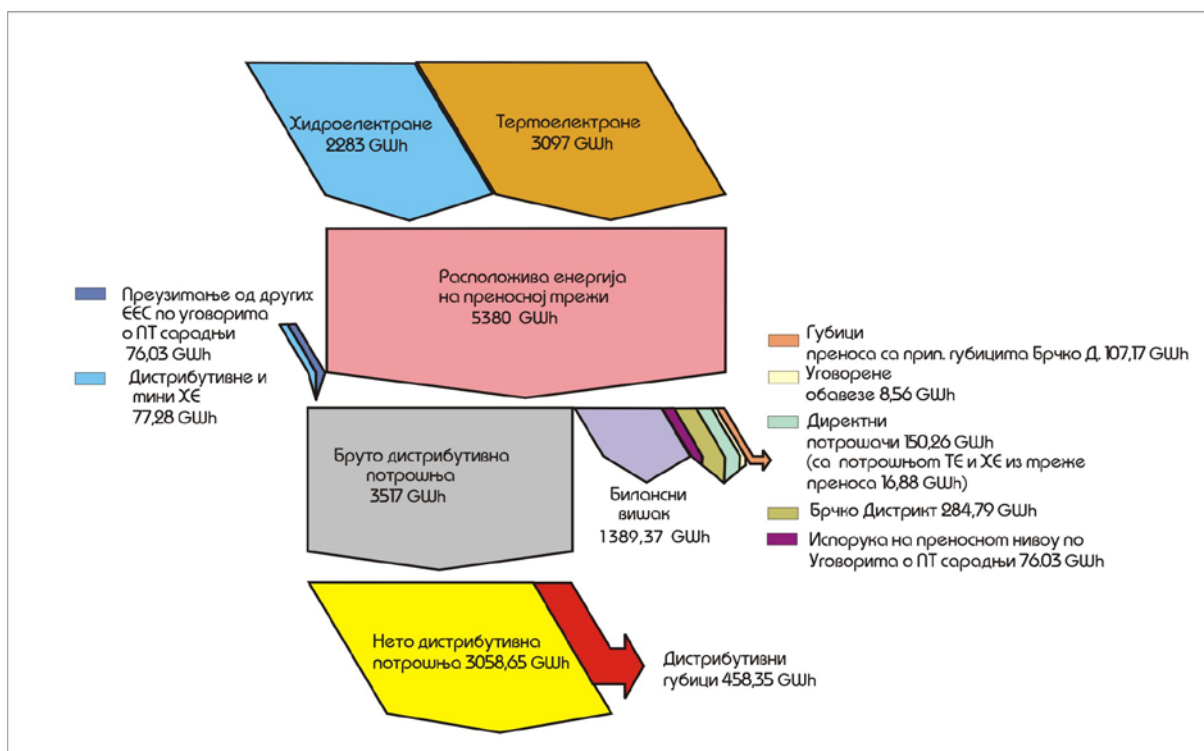 Хидроелектране
2283 GWh
Термоелектране
3097 GWh
Расположива енергија
на преносној трежи
5380 GWh
Преузимање од других
ЕЕС по уговорима
о ПТ сарадњи
76,03 GWh
Дистрибутивне и
мини ХЕ
77,28 GWh
Губици
преноса са прип. губицима Брчко Д. 107,17 GWh
Уговорене
обавезе 8,56 GWh
Директни
потрошачи 150,26 GWh
(са потрошњом ТЕ и ХЕ из треже
преноса 16,88 GWh)
Брчко Дистрикт 284,79 GWh
Испорука на преносном нивоу по
Уговорима о ПТ сарадњи 76.03 GWh
Бруто дистрибутивна
потрошња
3517 GWh
Билансни
вишак
1389,37 GWh
Нето дистрибутивна
потрошња 3058,65 GWh
Дистрибутивни
губици 458,35 GWh